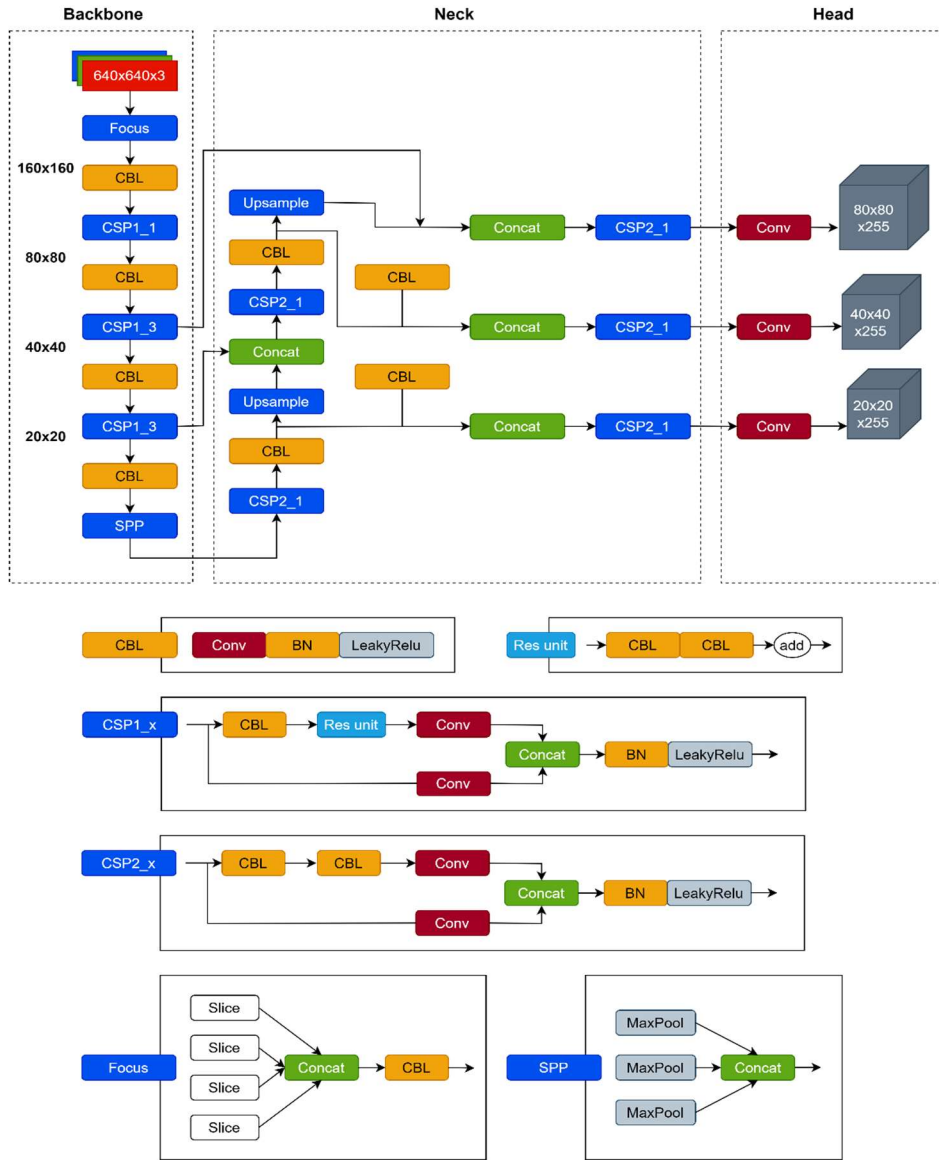 Backbone
Neck
Head
640x640x3
Focus
160x160
CBL
CSP1_1
80x80
CBL
CSP1_3
40x40
CBL
CSP1_3
20x20
CBL
SPP
Upsample
CBL
CSP2_1
Concat
Upsample
CBL
CSP2_1
CBL
CBL
Concat
CSP2_1
Conv
80x80
x255
Concat
CSP2_1
Conv
40x40
x255
Concat
CSP2_1
Conv
20x20
x255
CBL
Conv
BN
LeakyRelu
Res unit
CBL
CBL
add
CSP1_x
CBL
Res unit
Conv
Concat
BN
LeakyRelu
Conv
CSP2_x
CBL
CBL
Conv
Concat
BN
LeakyRelu
Conv
Focus
Slice
Slice
Slice
Slice
Concat
CBL
SPP
MaxPool
MaxPool
MaxPool
Concat